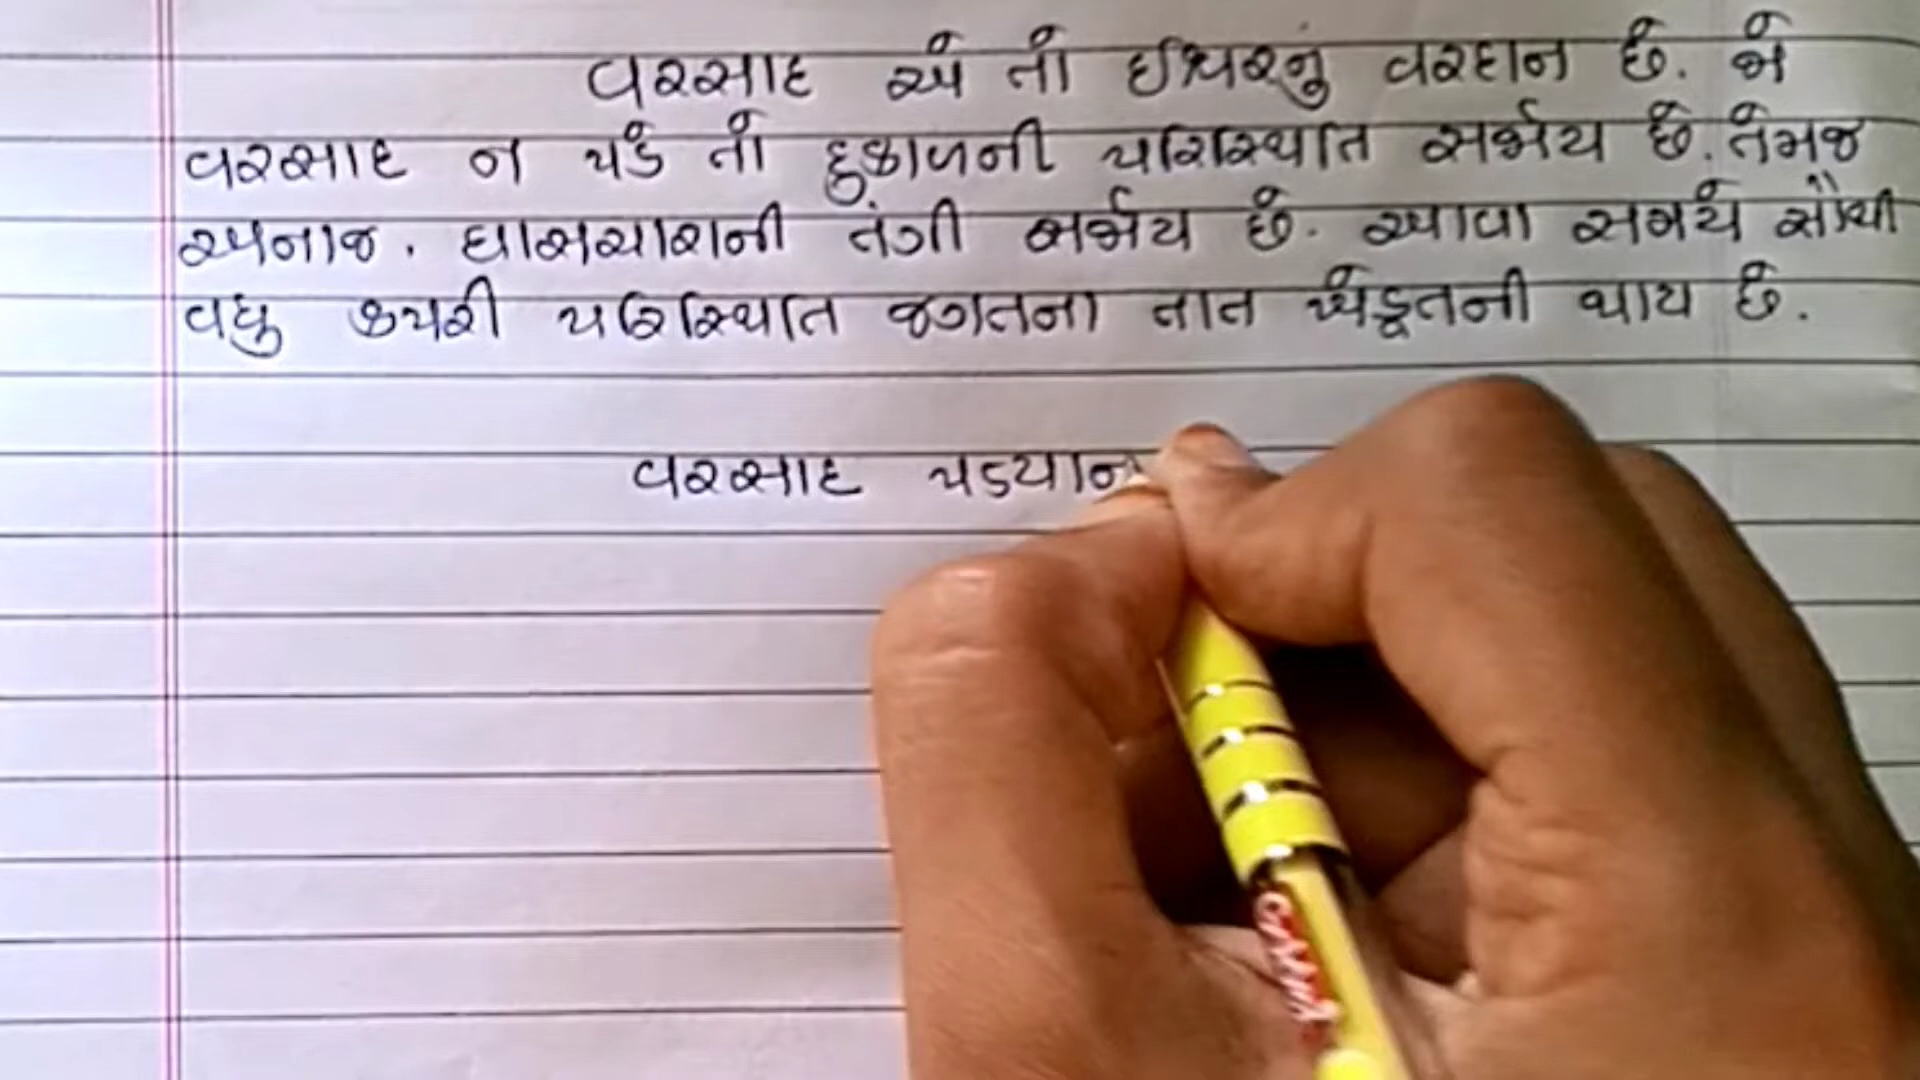 વરસાદ એ તો ઈશ્વરનું વરદાન છે. જો
વરસાદ ન પડે તો દુકાળની પરિસ્થિતિ સર્જાય છે. તેમજ
અનાજ, ઘાસચારાની તંગી સર્જાય છે. આવા સમયે સૌથી
વધુ કપરી પરિસ્થિતિ જગતના તાત ખેડૂતની થાય છે.
વરસાદ પડયાન